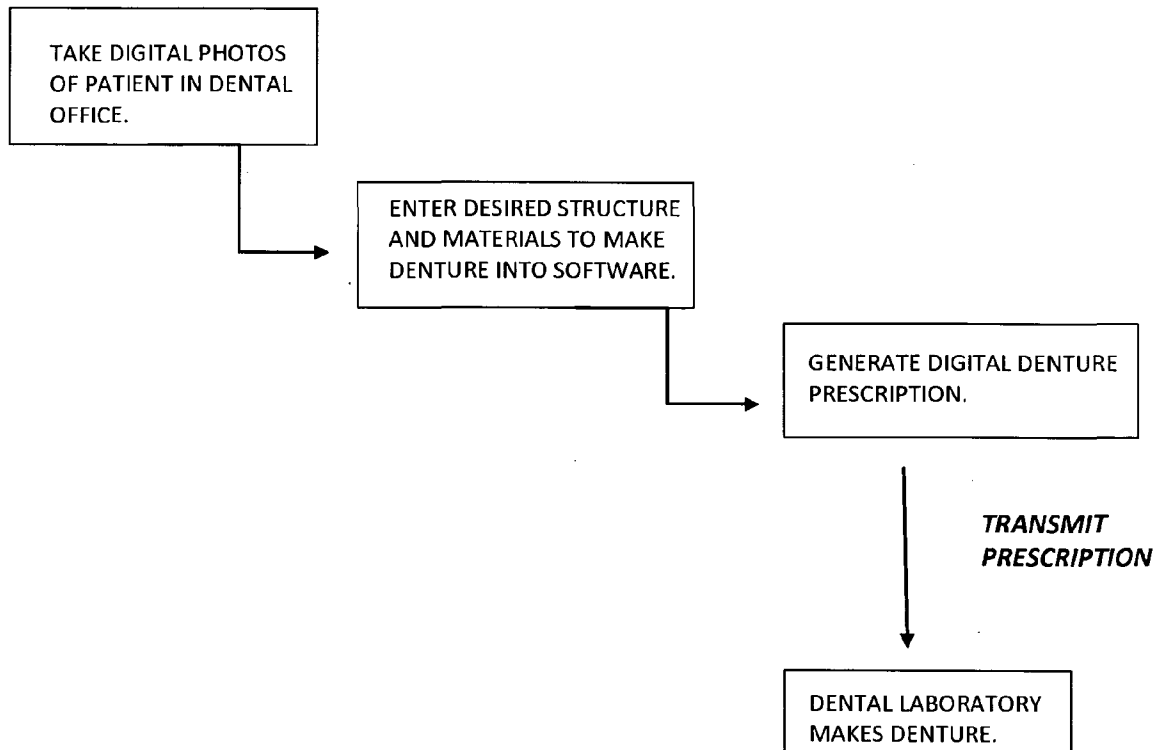 TAKE DIGITAL PHOTOS
OF PATIENT IN DENTAL
OFFICE.
ENTER DESIRED STRUCTURE
AND MATERIALS TO MAKE
DENTURE INTO SOFTWARE.
GENERATE DIGITAL DENTURE
PRESCRIPTION.
TRANSMIT
PRESCRIPTION
DENTAL LABORATORY
MAKES DENTURE.